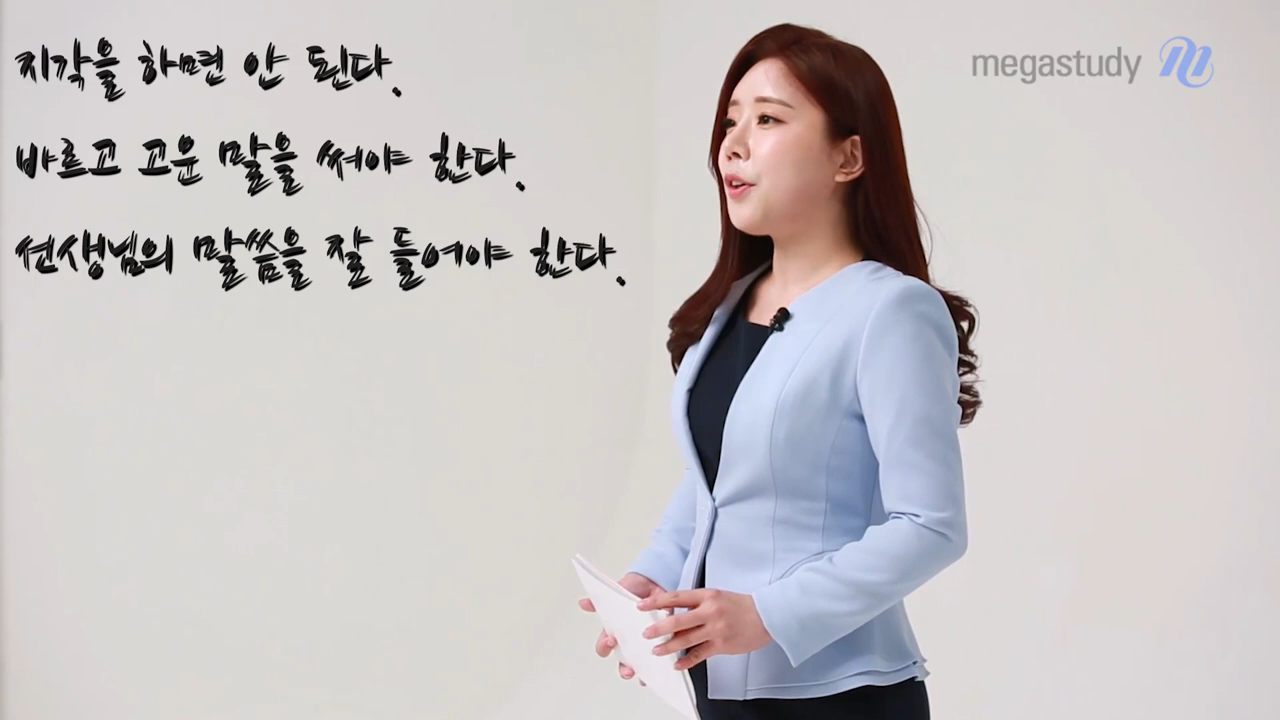 지각을 하면 안 된다.
바르고 고운 말을 써야 한다.
선생님의 말씀을 잘 들어야 한다.
megastudy